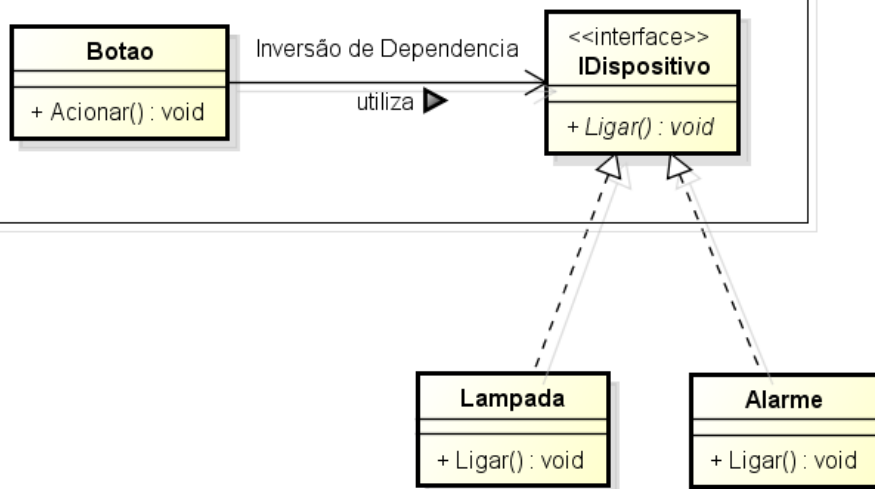 Botao
+ Acionar() : void
Inversão de Dependencia
utiliza
<<interface>>
IDispositivo
+ Ligar() : void
Lampada
+ Ligar() : void
Alarme
+ Ligar() : void